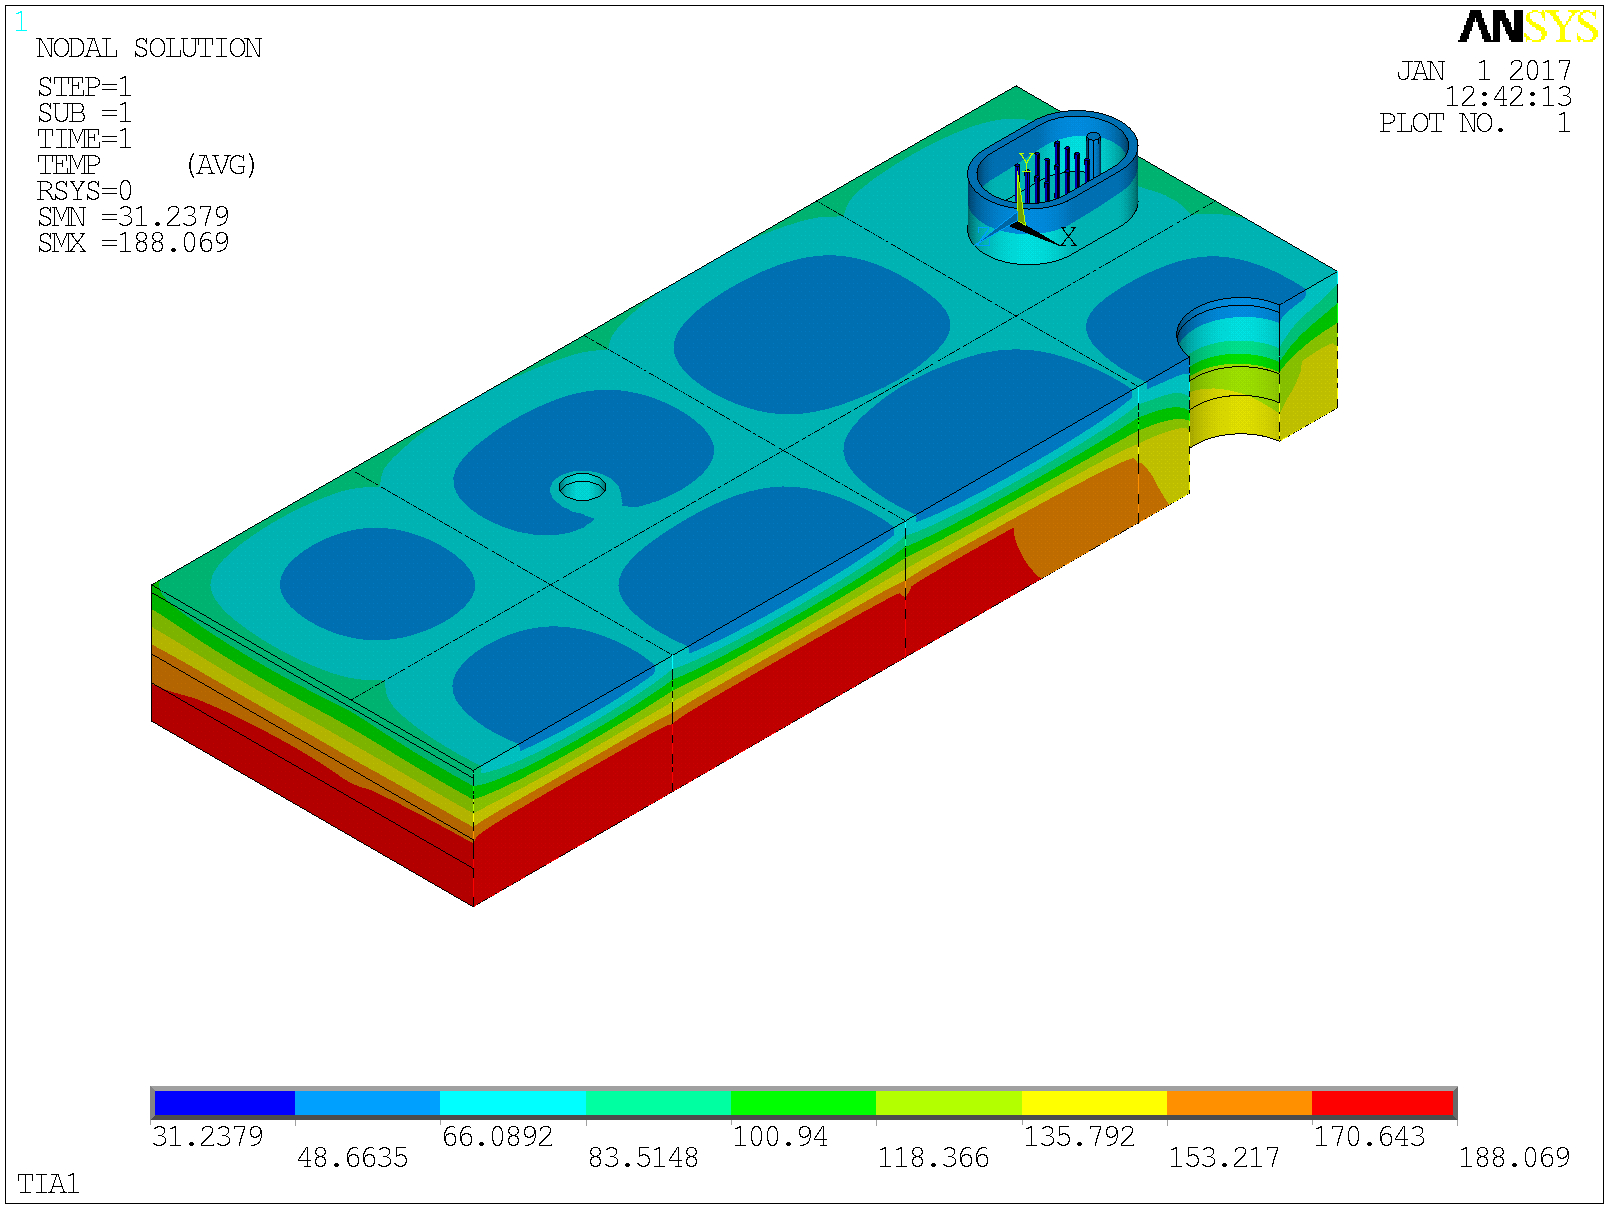 1
NODAL SOLUTION
STEP=1
SUB =1
TIME=1
TEMP (AVG)
RSYS=0
SMN =31.2379
SMX =188.069
ANSYS
JAN 1 2017
12:42:13
PLOT NO. 1
Y
X
31.2379 66.0892 100.94 135.792 170.643
48.6635 83.5148 118.366 153.217 188.069
TIA1